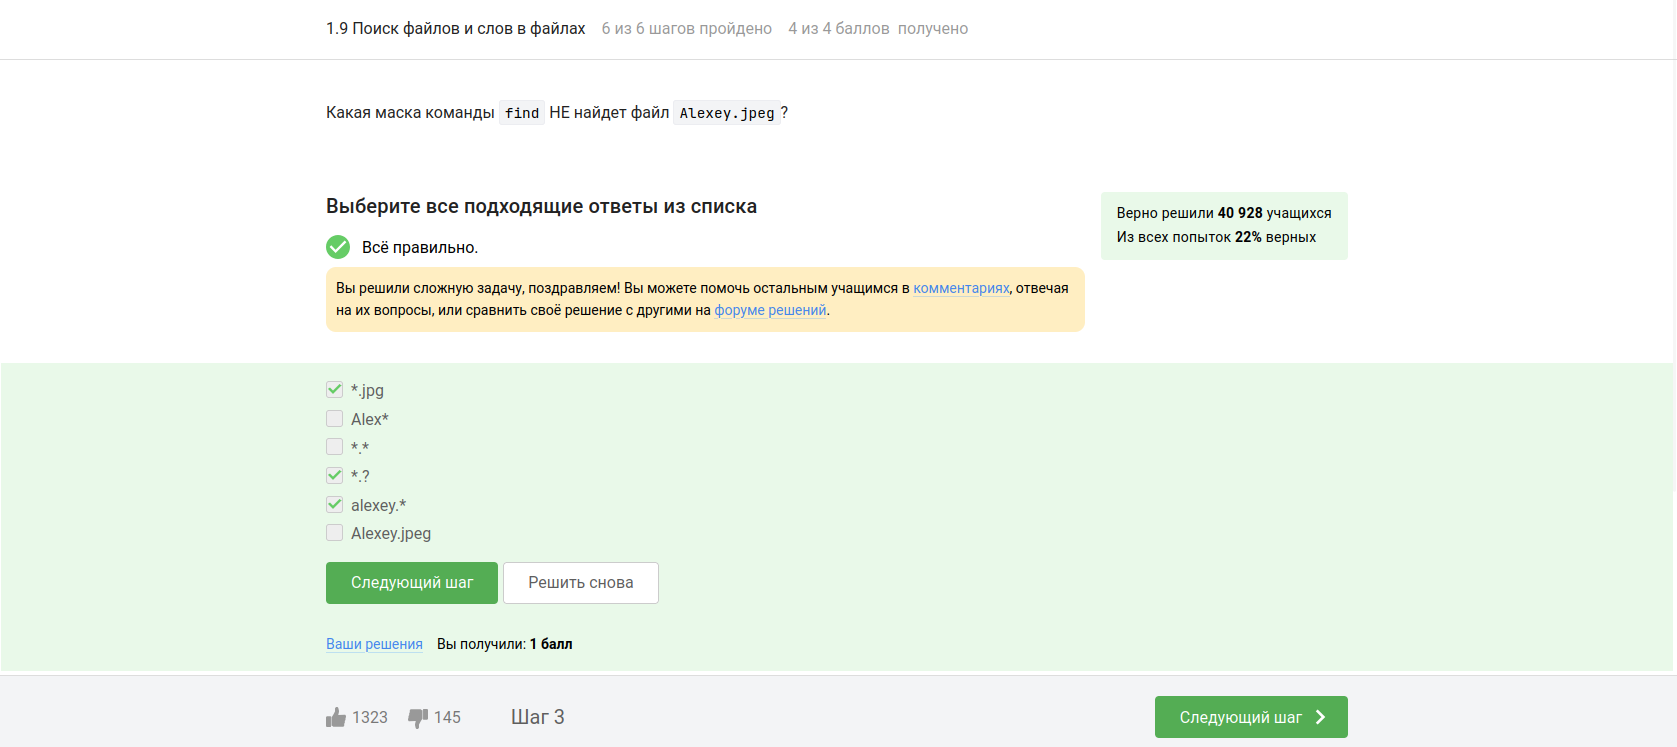 1.9 Поиск файлов и слов в файлах 6 из 6 шагов пройдено 4 из 4 баллов получено
Какая маска команды find НЕ найдет файл Alexey.jpeg?
Выберите все подходящие ответы из списка
Всё правильно.
Вы решили сложную задачу, поздравляем! Вы можете помочь остальным учащимся в комментариях, отвечая
на их вопросы, или сравнить своё решение с другими на форуме решений.
Верно решили 40 928 учащихся
Из всех попыток 22% верных
*.jpg
Alex*
*.*
*.?
alexey.*
Alexey.jpeg
Следующий шаг Решить снова
Ваши решения Вы получили: 1 балл
1323 145 Шаг 3 Следующий шаг